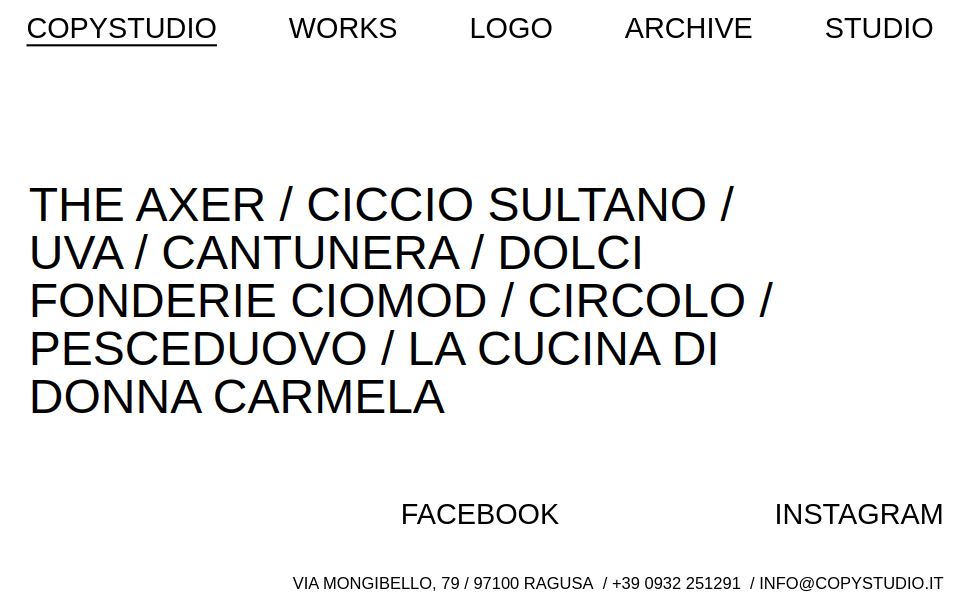 COPYSTUDIO WORKS LOGO ARCHIVE STUDIO
THE AXER / CICCIO SULTANO /
UVA / CANTUNERA / DOLCI
FONDERIE CIOMOD / CIRCOLO /
PESCEDUOVO / LA CUCINA DI
DONNA CARMELA
FACEBOOK INSTAGRAM
VIA MONGIBELLO, 79 / 97100 RAGUSA / +39 0932 251291 / INFO@COPYSTUDIO.IT